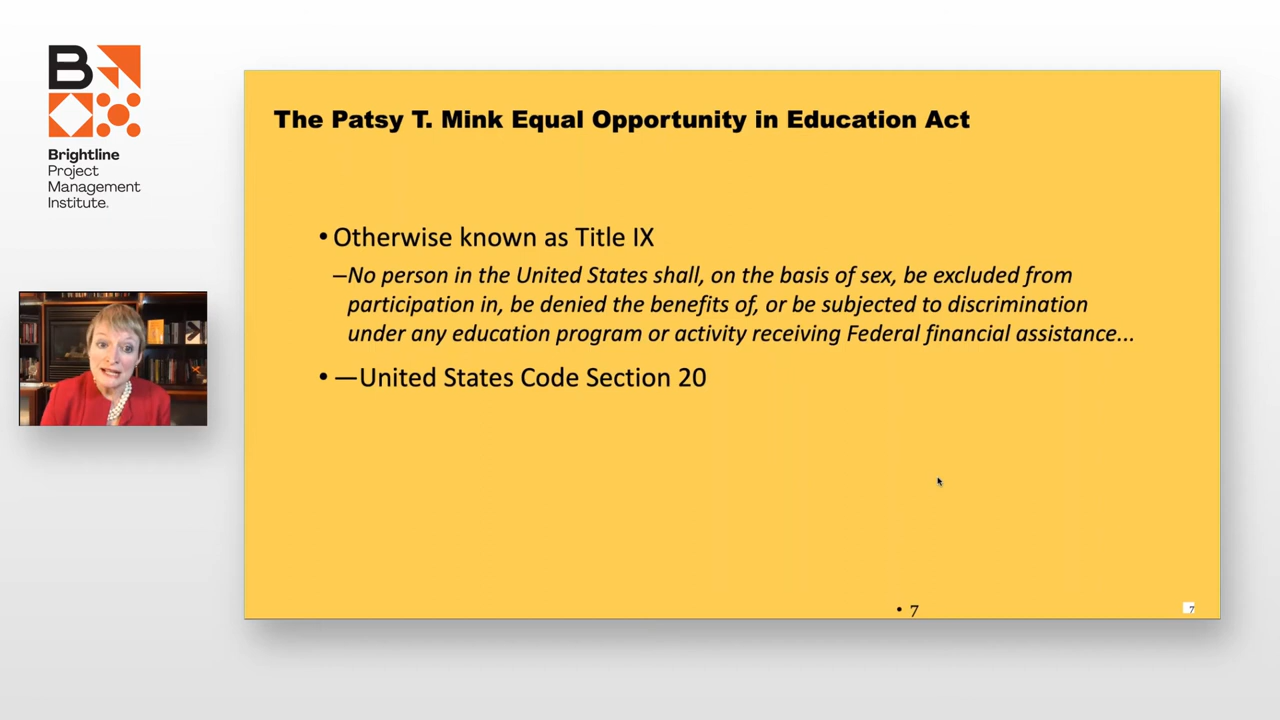 B
Brightline
Project
Management
Institute.
The Patsy T. Mink Equal Opportunity in Education Act
• Otherwise known as Title IX
–No person in the United States shall, on the basis of sex, be excluded from
participation in, be denied the benefits of, or be subjected to discrimination
under any education program or activity receiving Federal financial assistance...
• —United States Code Section 20
• 7
7